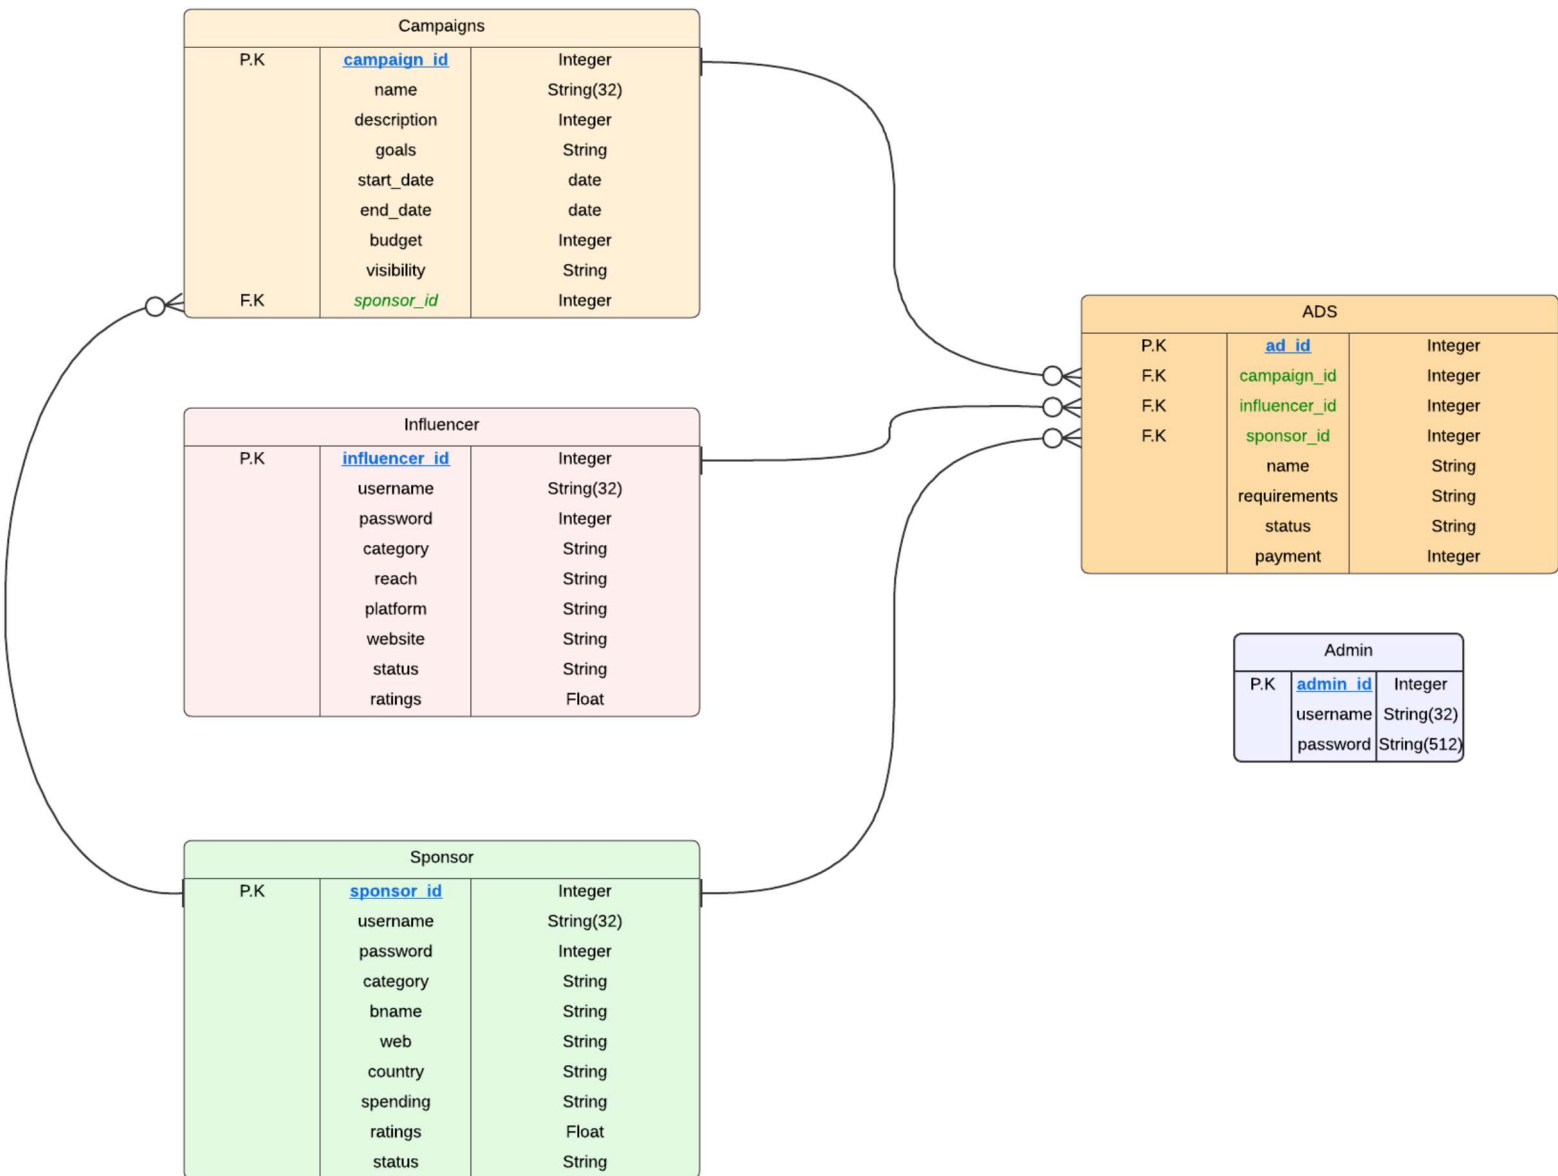 Campaigns
P.K campaign_id Integer
name String(32)
description Integer
goals String
start_date date
end_date date
budget Integer
visibility String
F.K sponsor_id Integer
Influencer
P.K influencer_id Integer
username String(32)
password Integer
category String
reach String
platform String
website String
status String
ratings Float
Sponsor
P.K sponsor_id Integer
username String(32)
password Integer
category String
bname String
web String
country String
spending String
ratings Float
status String
ADS
P.K ad_id Integer
F.K campaign_id Integer
F.K influencer_id Integer
F.K sponsor_id Integer
name String
requirements String
status String
payment Integer
Admin
P.K admin_id Integer
username String(32)
password String(512)